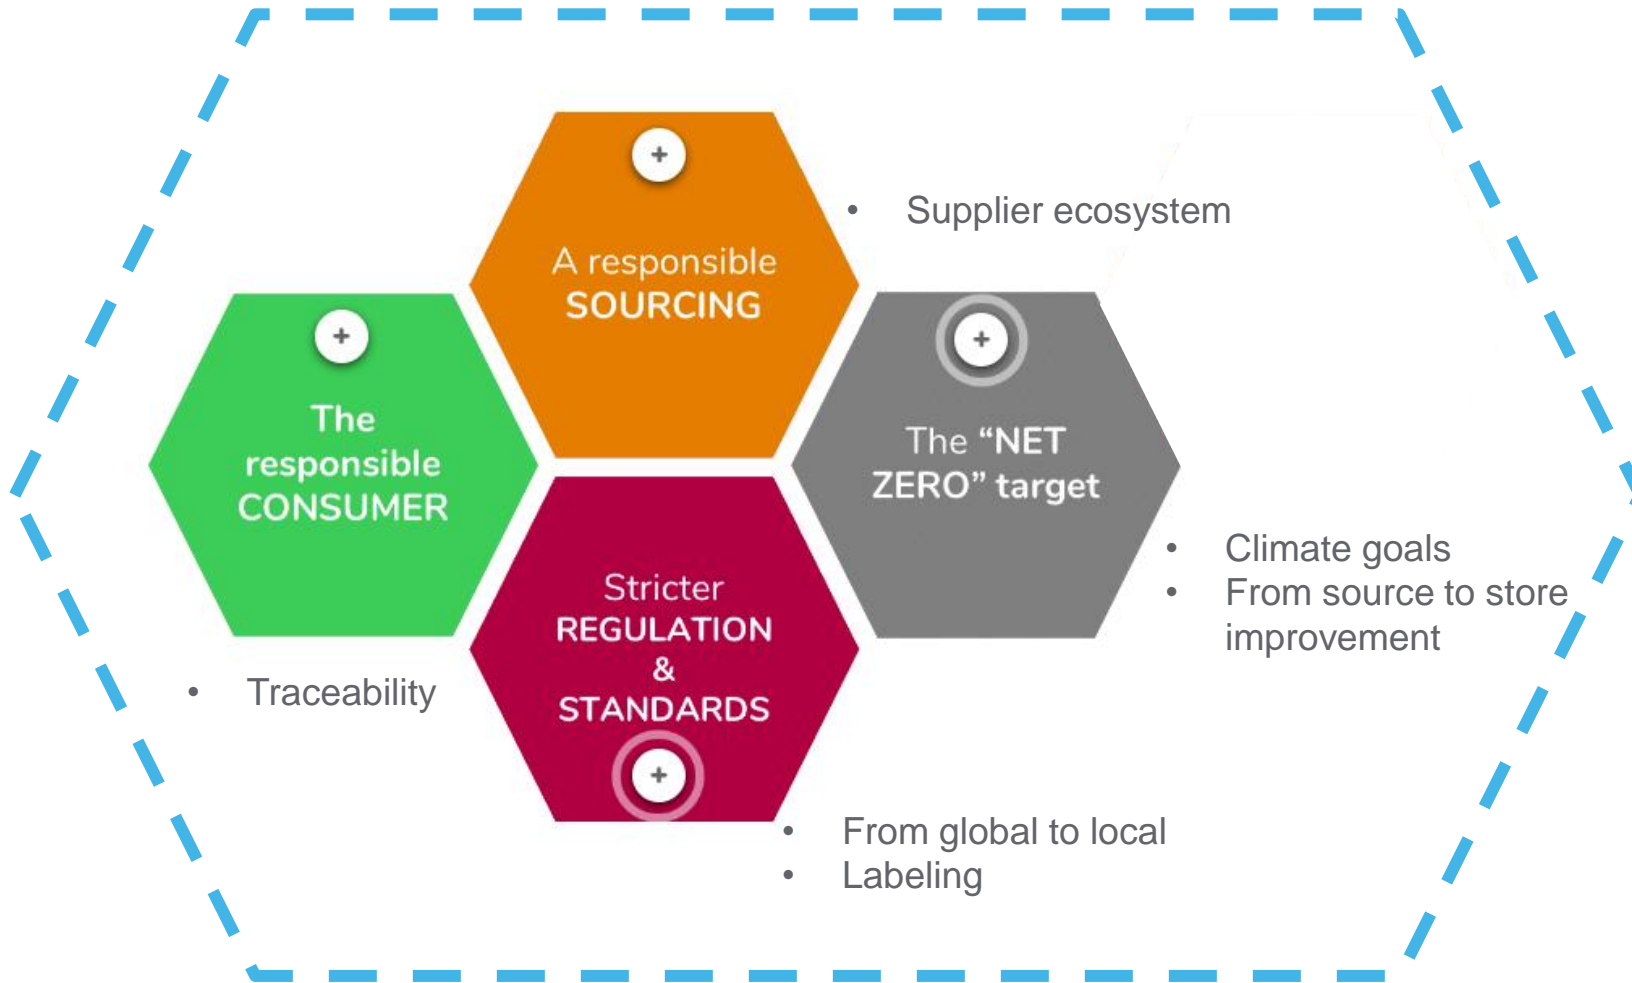 • Supplier ecosystem
A responsible
SOURCING
The
responsible
CONSUMER
The “NET
ZERO” target
• Climate goals
• From source to store
improvement
Stricter
REGULATION
&
STANDARDS
• Traceability
• From global to local
• Labeling